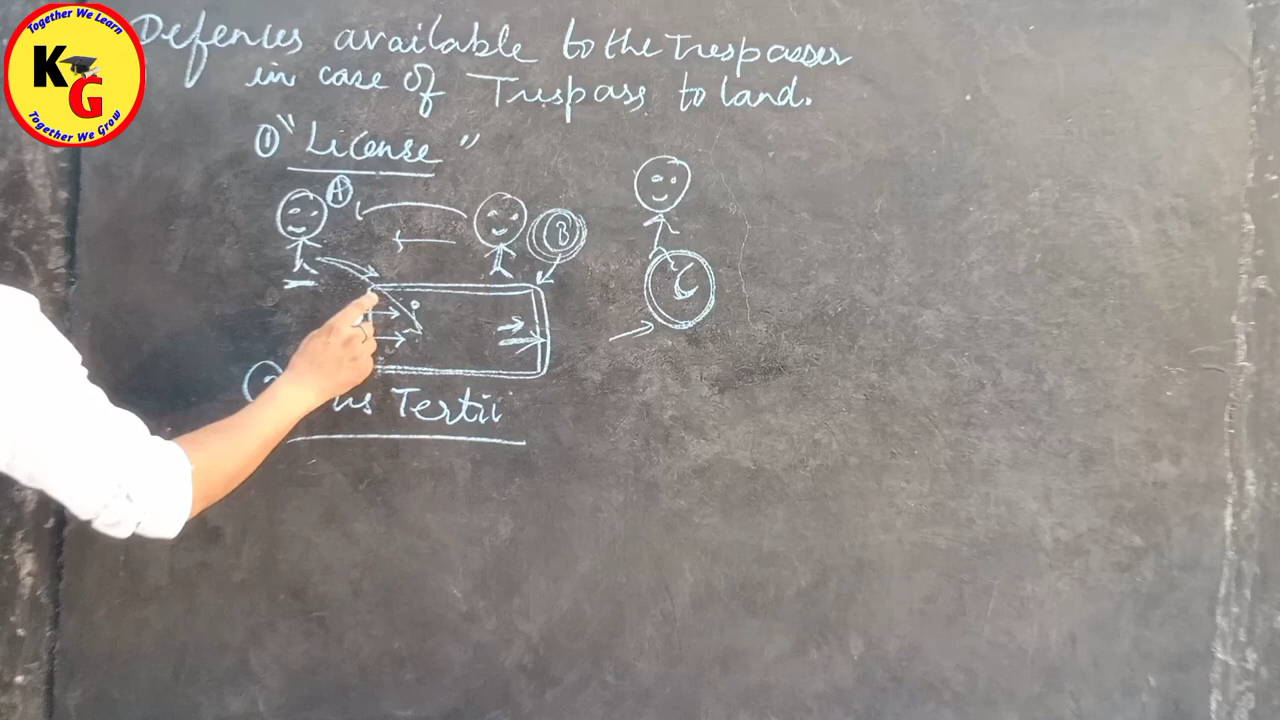 Together We Learn
KG
Together We Grow
Defences available to the Trespasser
in case of Trespass to land.
① "License"
A
B
C
Tertii